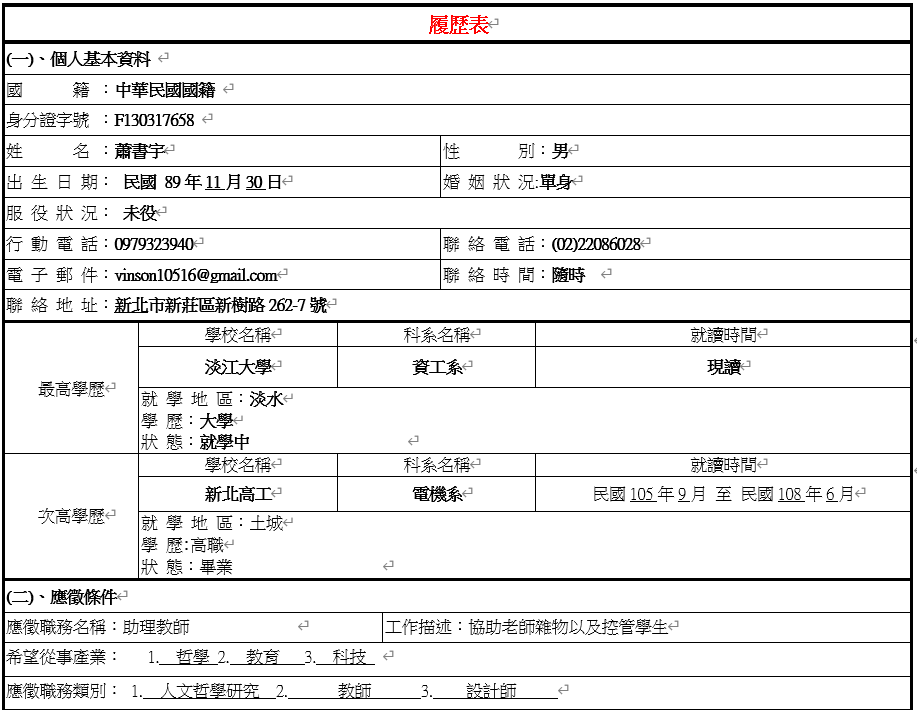 履歷表
(一)、個人基本資料
國 籍 ：中華民國國籍
身分證字號 ：F130317658
姓 名 ：蕭書宇 性 別：男
出 生 日 期： 民國 89 年 11 月 30 日 婚 姻 狀 況:單身
服 役 狀 況： 未役
行 動 電 話：0979323940 聯 絡 電 話：(02)22086028
電 子 郵 件：vinson10516@gmail.com 聯 絡 時 間：隨時
聯 絡 地 址：新北市新莊區新樹路 262-7 號
最高學歷
學校名稱 科系名稱 就讀時間
淡江大學 資工系 現讀
就 學 地 區：淡水
學 歷：大學
狀 態：就學中
次高學歷
學校名稱 科系名稱 就讀時間
新北高工 電機系 民國 105 年 9 月 至 民國 108 年 6 月
就 學 地 區：土城
學 歷:高職
狀 態：畢業
(二)、應徵條件
應徵職務名稱：助理教師 工作描述：協助老師雜物以及控管學生
希望從事產業： 1. 哲學 2. 教育 3. 科技
應徵職務類別： 1. 人文哲學研究 2. 教師 3. 設計師